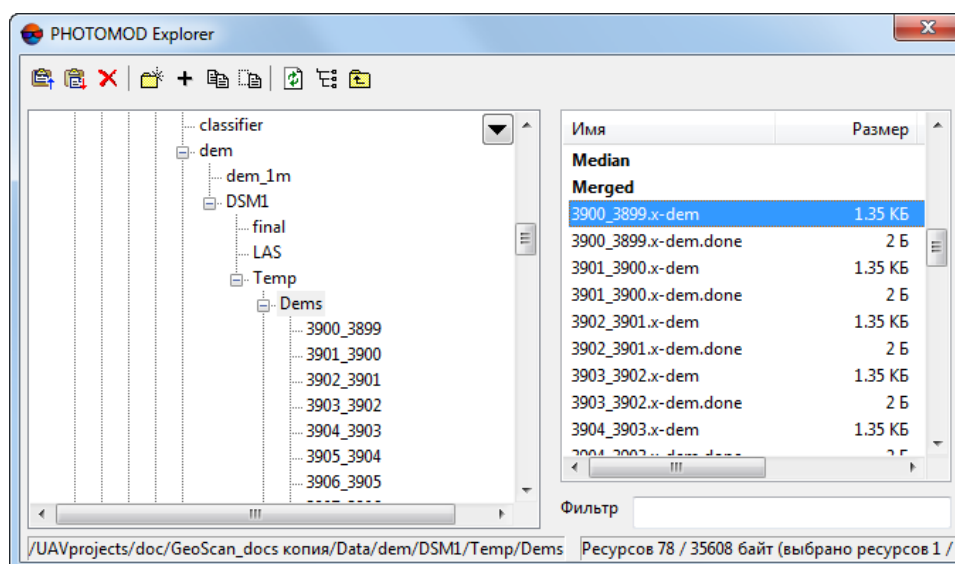 PHOTOMOD Explorer
classifier
dem
dem_1m
DSM1
final
LAS
Temp
Dems
3900_3899
3901_3900
3902_3901
3903_3902
3904_3903
3905_3904
3906_3905
Имя Размер
Median
Merged
3900_3899.x-dem 1.35 КБ
3900_3899.x-dem.done 2 Б
3901_3900.x-dem 1.35 КБ
3901_3900.x-dem.done 2 Б
3902_3901.x-dem 1.35 КБ
3902_3901.x-dem.done 2 Б
3903_3902.x-dem 1.35 КБ
3903_3902.x-dem.done 2 Б
3904_3903.x-dem 1.35 КБ
Фильтр
/UAVprojects/doc/GeoScan_docs копия/Data/dem/DSM1/Temp/Dems Ресурсов 78 / 35608 байт (выбрано ресурсов 1 /